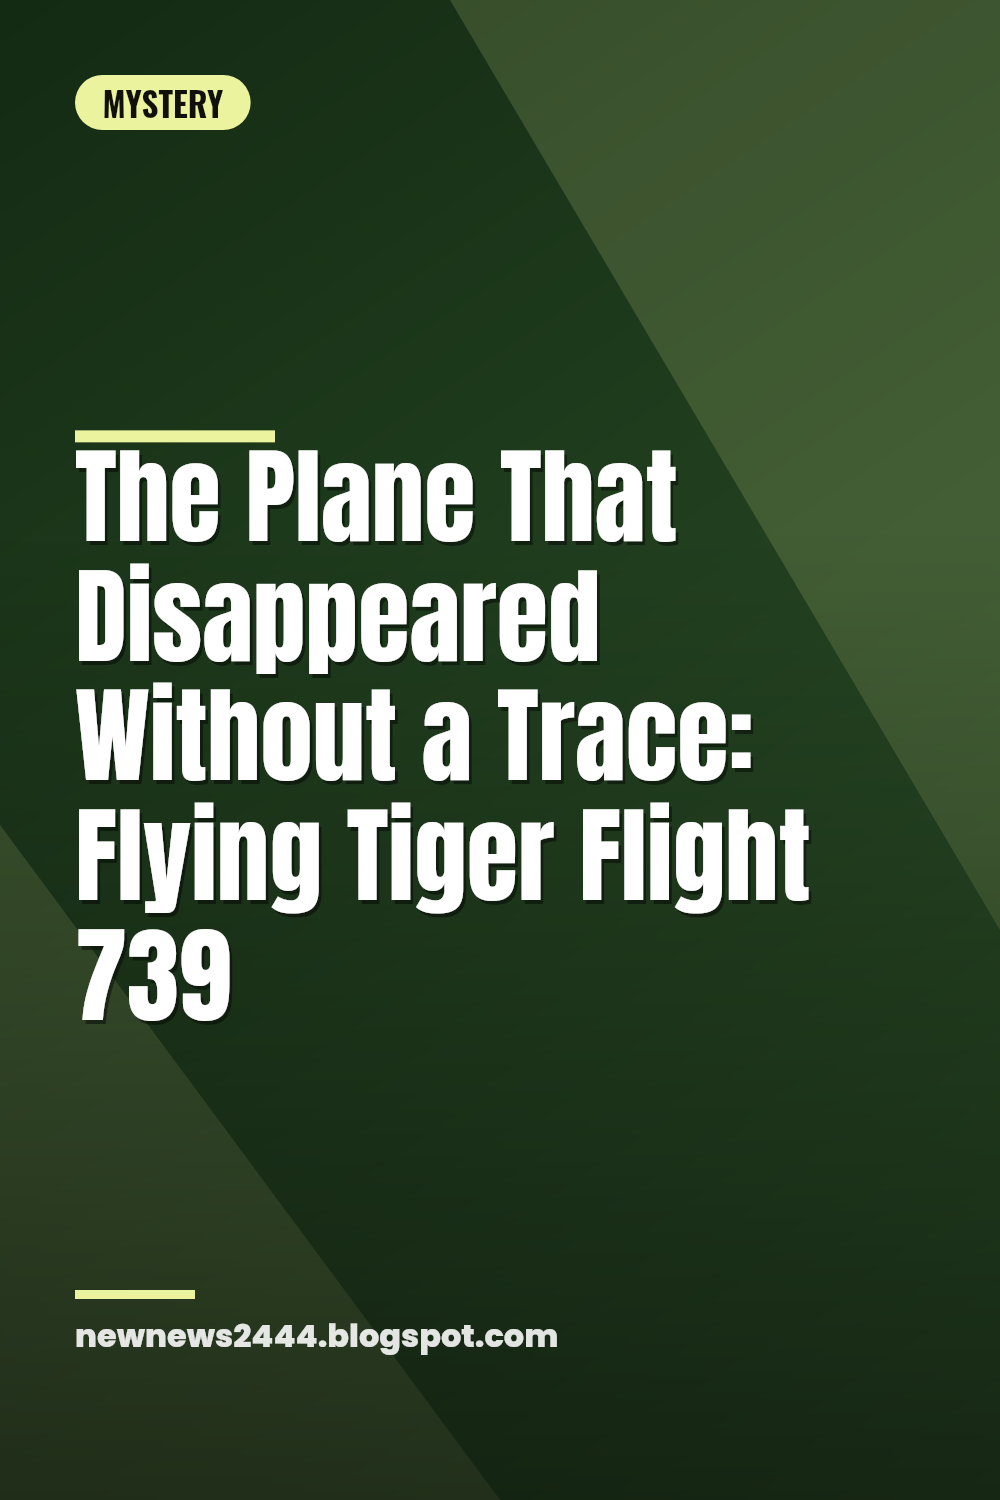 MYSTERY
The Plane That
Disappeared
Without a Trace:
Flying Tiger Flight
739
newnews2444.blogspot.com